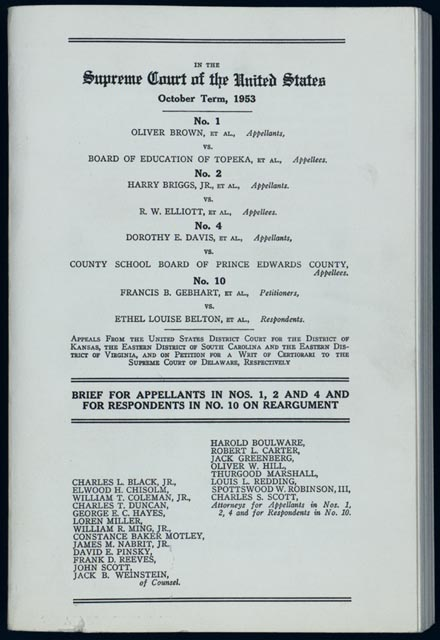 IN THE
Supreme Court of the United States
October Term, 1953
No. 1
OLIVER BROWN, ET AL., Appellants,
vs.
BOARD OF EDUCATION OF TOPEKA, ET AL., Appellees.
No. 2
HARRY BRIGGS, JR., ET AL., Appellants.
vs.
R. W. ELLIOTT, ET AL., Appellees.
No. 4
DOROTHY E. DAVIS, ET AL., Appellants,
vs.
COUNTY SCHOOL BOARD OF PRINCE EDWARDS COUNTY,
Appellees.
No. 10
FRANCIS B. GEBHART, ET AL., Petitioners,
vs.
ETHEL LOUISE BELTON, ET AL., Respondents.
APPEALS FROM THE UNITED STATES DISTRICT COURT FOR THE DISTRICT OF
KANSAS, THE EASTERN DISTRICT OF SOUTH CAROLINA AND THE EASTERN DIS-
TRICT OF VIRGINIA, AND ON PETITION FOR A WRIT OF CERTIORARI TO THE
SUPREME COURT OF DELAWARE, RESPECTIVELY
BRIEF FOR APPELLANTS IN NOS. 1, 2 AND 4 AND
FOR RESPONDENTS IN NO. 10 ON REARGUMENT
HAROLD BOULWARE,
ROBERT L. CARTER,
JACK GREENBERG,
OLIVER W. HILL,
THURGOOD MARSHALL,
LOUIS L. REDDING,
SPOTTSWOOD W. ROBINSON, III,
CHARLES S. SCOTT,
Attorneys for Appellants in Nos. 1,
2, 4 and for Respondents in No. 10.
CHARLES L. BLACK, JR.,
ELWOOD H. CHISOLM,
WILLIAM T. COLEMAN, JR.,
CHARLES T. DUNCAN,
GEORGE E. C. HAYES,
LOREN MILLER,
WILLIAM R. MING, JR.,
CONSTANCE BAKER MOTLEY,
JAMES M. NABRIT, JR.
DAVID E. PINSKY,
FRANK D. REEVES,
JOHN SCOTT,
JACK B. WEINSTEIN,
of Counsel.